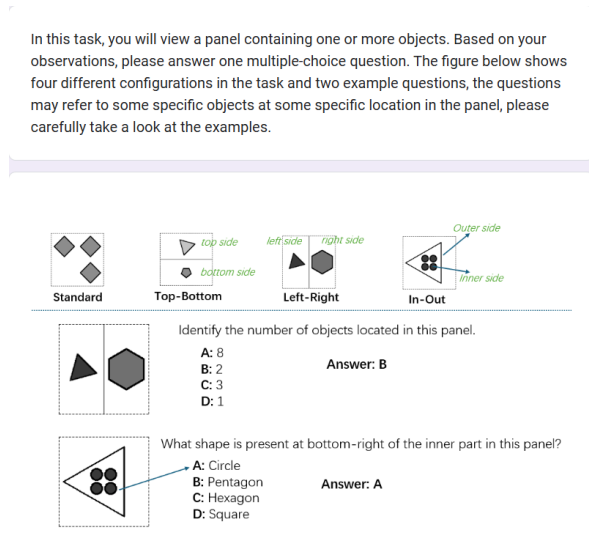 In this task, you will view a panel containing one or more objects. Based on your
observations, please answer one multiple-choice question. The figure below shows
four different configurations in the task and two example questions, the questions
may refer to some specific objects at some specific location in the panel, please
carefully take a look at the examples.
Outer side
top side
left side
right side
bottom side
Inner side
Standard
Top-Bottom
Left-Right
In-Out
Identify the number of objects located in this panel.
A: 8
B: 2
C: 3
D: 1
Answer: B
What shape is present at bottom-right of the inner part in this panel?
A: Circle
B: Pentagon
C: Hexagon
D: Square
Answer: A